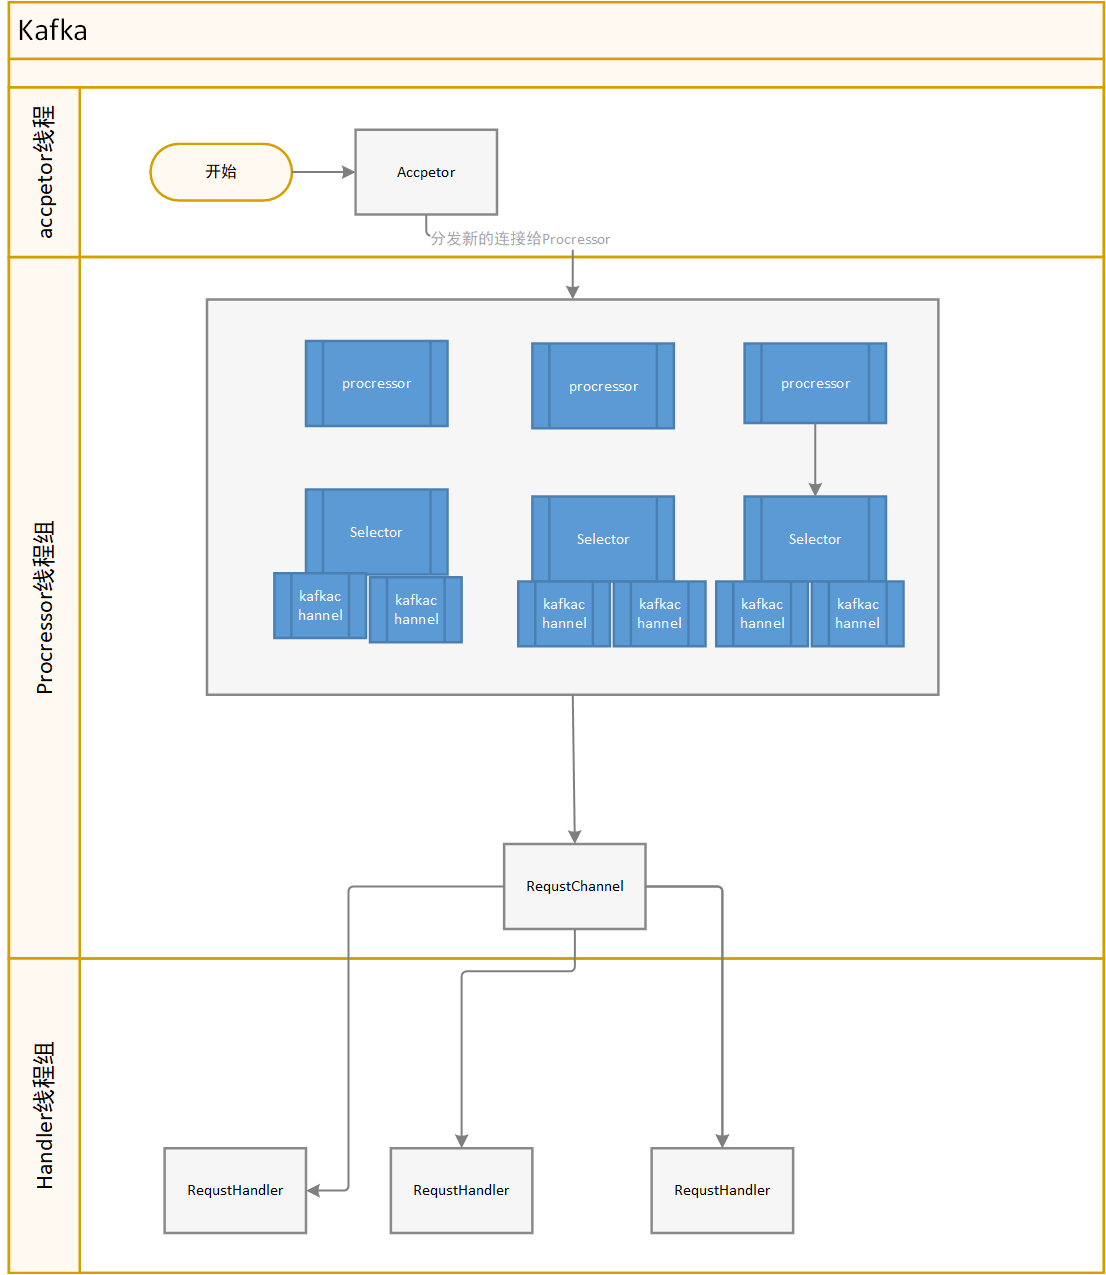 Kafka
accpetor线程
开始
Accpetor
分发新的连接给Procressor
Procressor线程组
procressor
procressor
procressor
Selector
Selector
Selector
kafkac
hannel
kafkac
hannel
kafkac
hannel
kafkac
hannel
kafkac
hannel
kafkac
hannel
RequstChannel
Handler线程组
RequstHandler
RequstHandler
RequstHandler